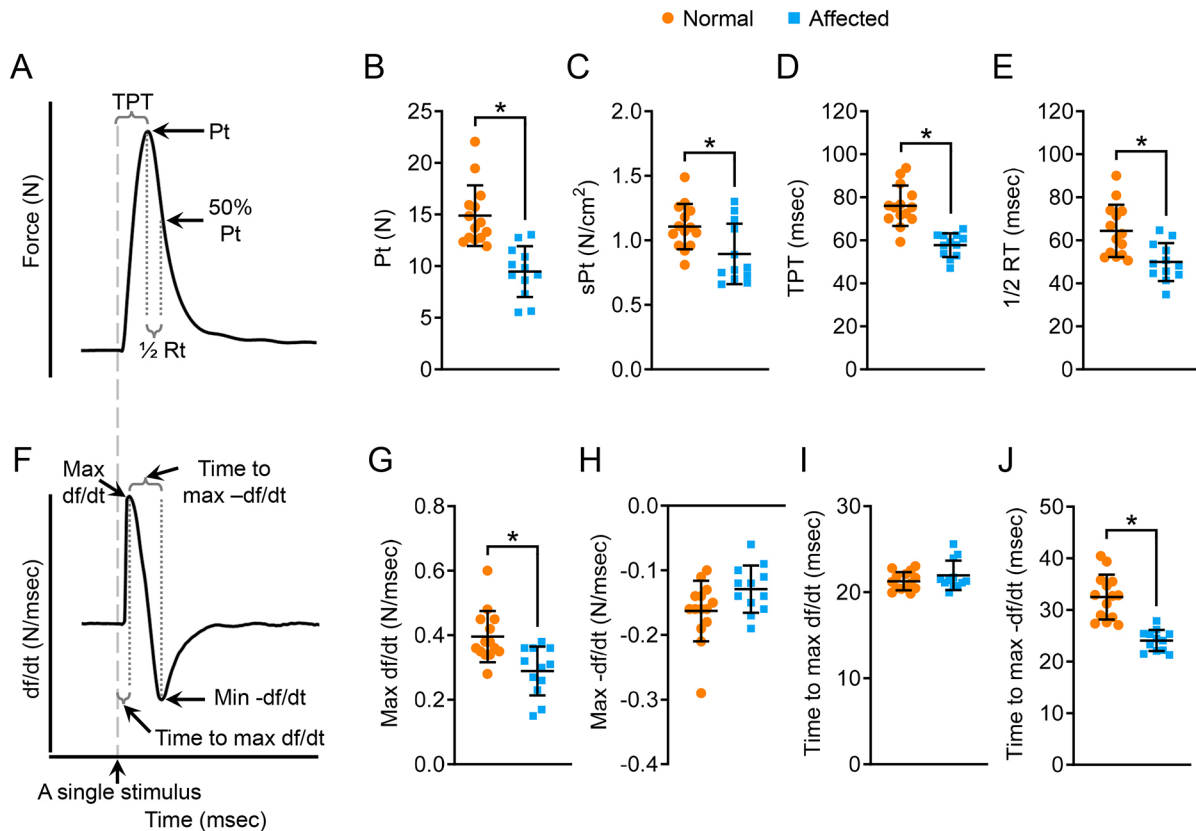 Normal Affected
A
TPT
Pt
50%
Pt
½ Rt
Force (N)
B
*
25
20
15
10
5
0
Pt (N)
C
*
2.0
1.5
1.0
0.5
0.0
sPt (N/cm²)
D
*
120
100
80
60
40
20
0
TPT (msec)
E
*
120
100
80
60
40
20
0
1/2 RT (msec)
F
Max
df/dt
Time to
max –df/dt
Min -df/dt
Time to max df/dt
A single stimulus
Time (msec)
df/dt (N/msec)
G
*
0.8
0.6
0.4
0.2
0.0
Max df/dt (N/msec)
H
-0.0
-0.1
-0.2
-0.3
-0.4
Max -df/dt (N/msec)
I
30
20
10
0
Time to max df/dt (msec)
J
*
50
40
30
20
10
0
Time to max -df/dt (msec)